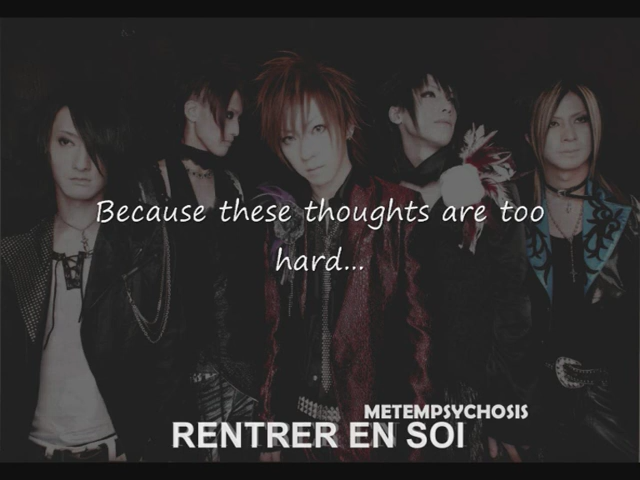 Because these thoughts are too
hard...
METEMPSYCHOSIS
RENTRER EN SOI